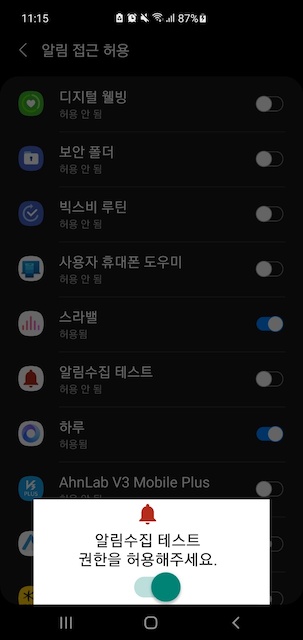 11:15
87%
알림 접근 허용
디지털 웰빙
허용 안 됨
보안 폴더
허용 안 됨
빅스비 루틴
허용 안 됨
사용자 휴대폰 도우미
허용 안 됨
스라밸
허용됨
알림수집 테스트
허용 안 됨
하루
허용됨
AhnLab V3 Mobile Plus
허용 안 됨
PLUS
알림수집 테스트
권한을 허용해주세요.